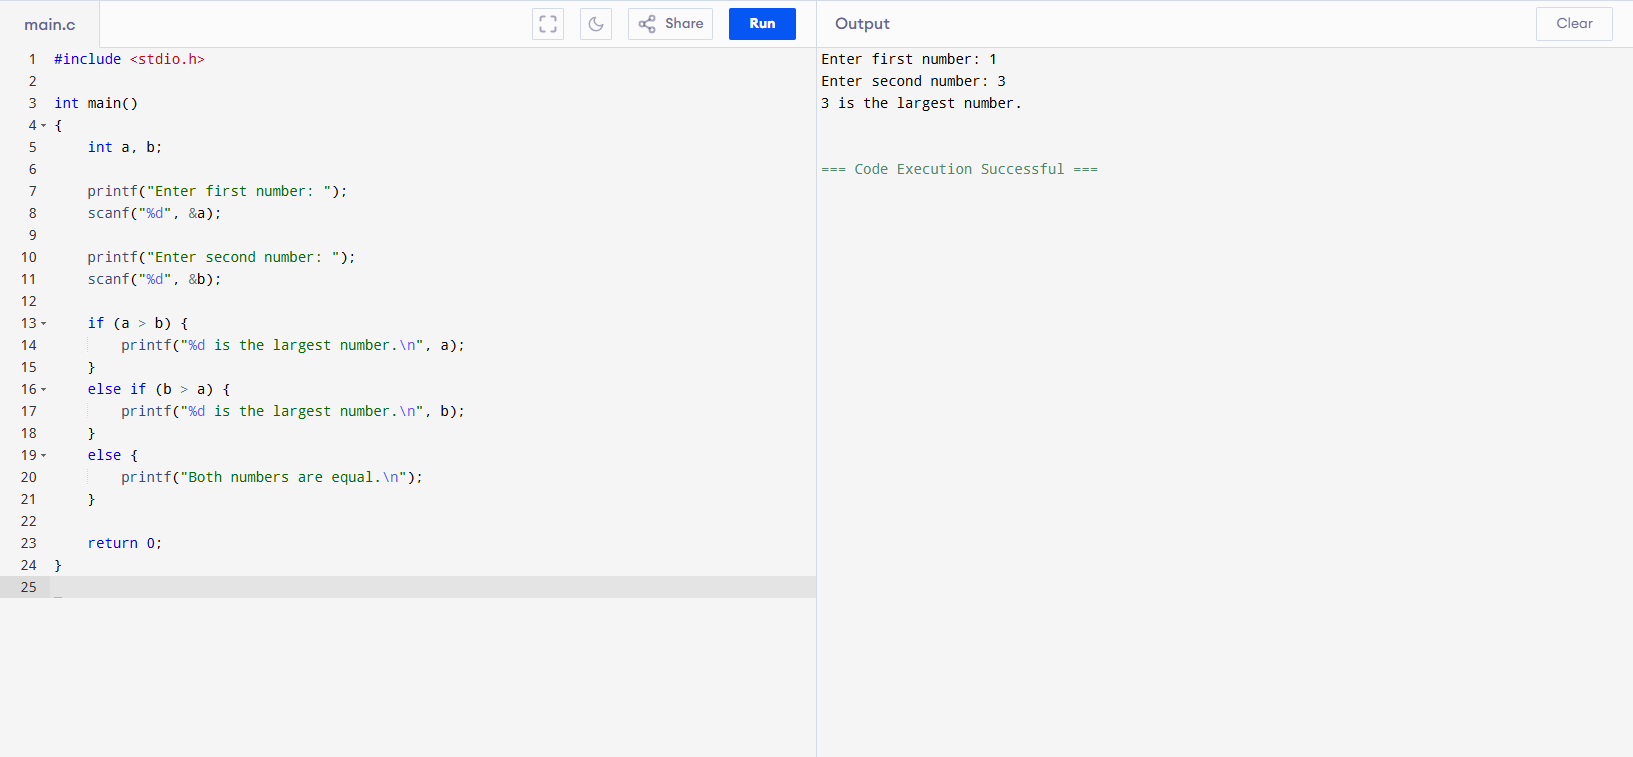 main.c
Share
Run
Output
Clear
1 #include <stdio.h>
2
3 int main()
4 {
5     int a, b;
6
7     printf("Enter first number: ");
8     scanf("%d", &a);
9
10     printf("Enter second number: ");
11     scanf("%d", &b);
12
13     if (a > b) {
14         printf("%d is the largest number.\n", a);
15     }
16     else if (b > a) {
17         printf("%d is the largest number.\n", b);
18     }
19     else {
20         printf("Both numbers are equal.\n");
21     }
22
23     return 0;
24 }
25
Enter first number: 1
Enter second number: 3
3 is the largest number.
=== Code Execution Successful ===